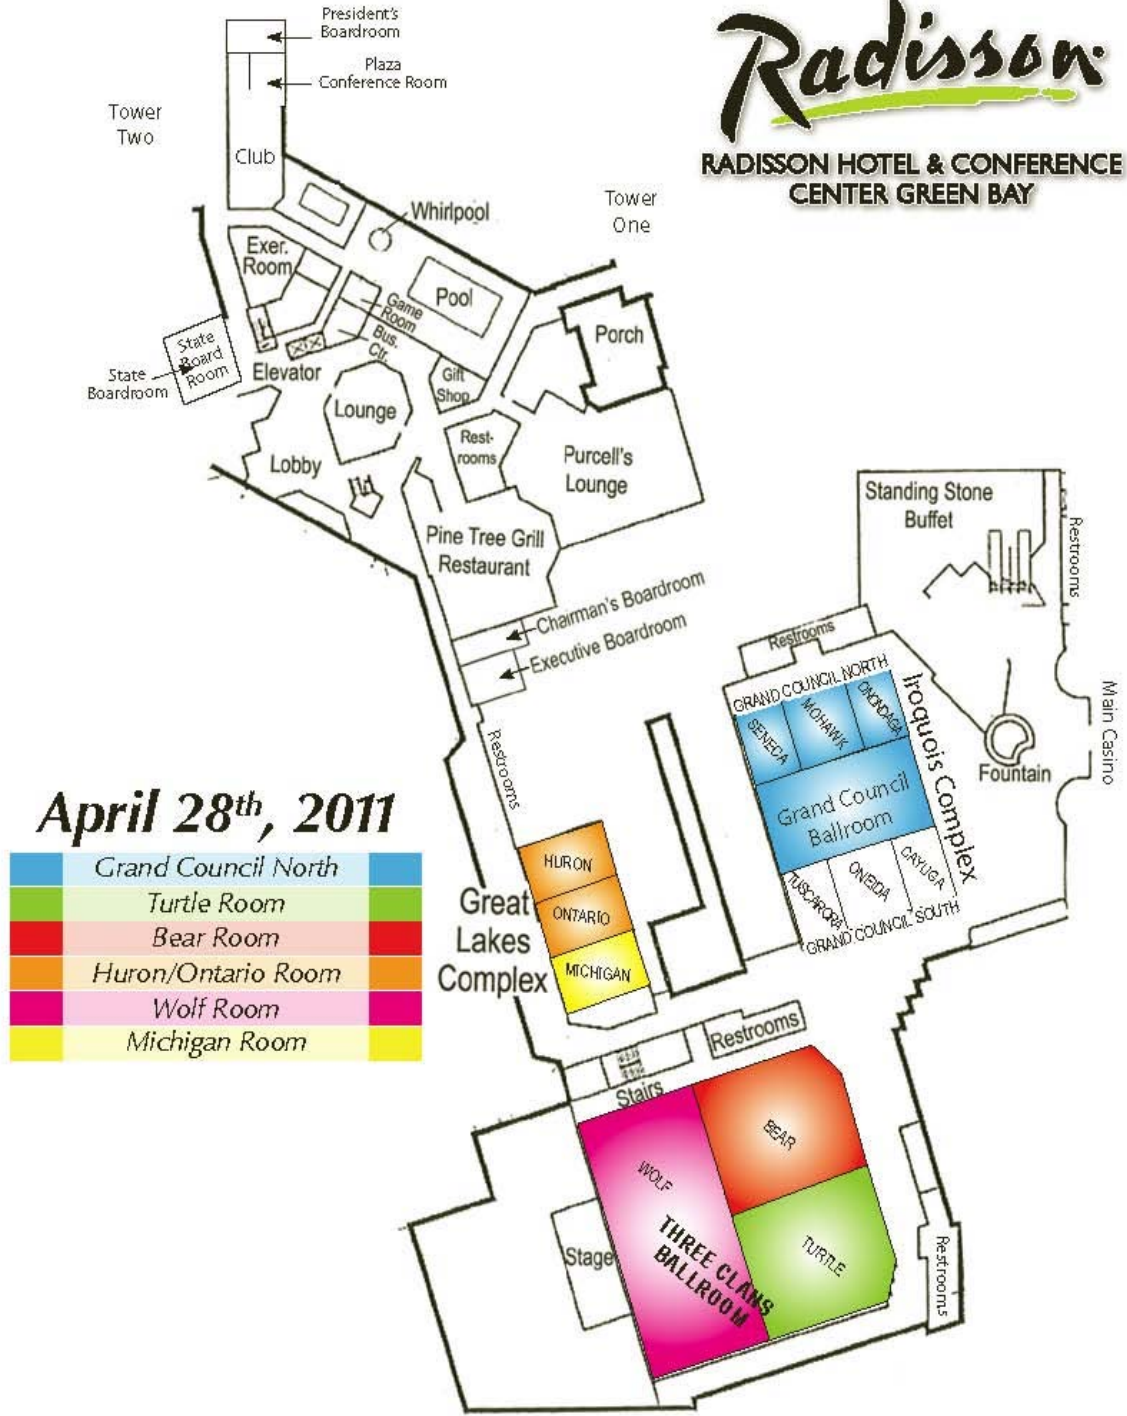 President's
Boardroom
Plaza
Conference Room
Tower
Two
Club
Radisson
RADISSON HOTEL & CONFERENCE
CENTER GREEN BAY
Tower
One
Whirlpool
Exer.
Room
Pool
Game
Room
Bus.
Ctr.
Porch
State
Board
Room
State
Boardroom
Elevator
Gift
Shop
Lounge
Rest-
rooms
Lobby
Purcell's
Lounge
Standing Stone
Buffet
Restrooms
Pine Tree Grill
Restaurant
Chairman's Boardroom
Executive Boardroom
Restrooms
GRAND COUNCIL NORTH
SENECA
MOHAWK
ONONDAGA
Iroquois Complex
Main Casino
Fountain
Restrooms
Grand Council
Ballroom
TUSCARORA
ONEIDA
CAYUGA
GRAND COUNCIL SOUTH
April 28th, 2011
Grand Council North
Turtle Room
Bear Room
Huron/Ontario Room
Wolf Room
Michigan Room
HURON
ONTARIO
MICHIGAN
Great
Lakes
Complex
Restrooms
Stairs
BEAR
WOLF
THREE CLANS
BALLROOM
TURTLE
Stage
Restrooms